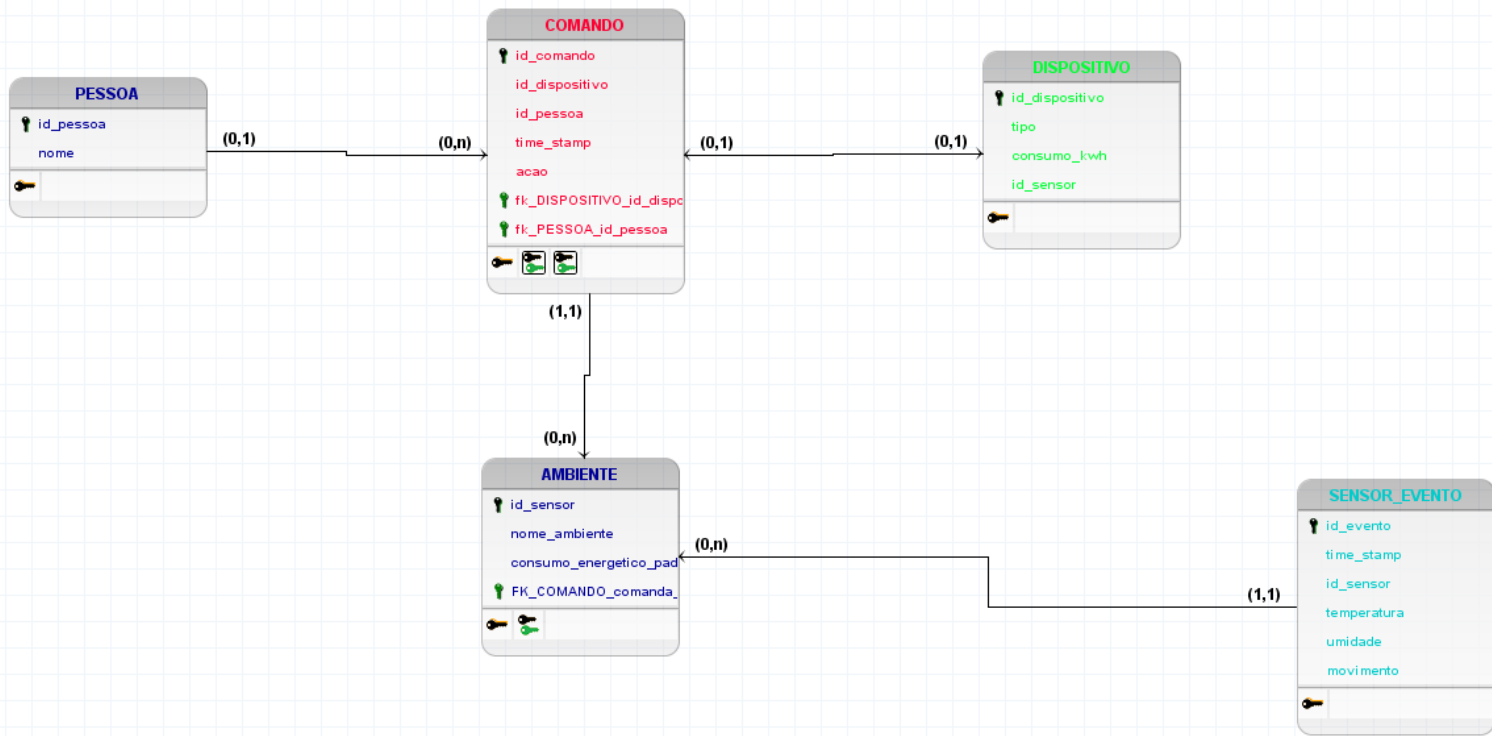 PESSOA
id_pessoa
nome
(0,1)
(0,n)
COMANDO
id_comando
id_dispositivo
id_pessoa
time_stamp
acao
fk_DISPOSITIVO_id_dispo
fk_PESSOA_id_pessoa
(0,1)
(0,1)
DISPOSITIVO
id_dispositivo
tipo
consumo_kwh
id_sensor
(1,1)
(0,n)
AMBIENTE
id_sensor
nome_ambiente
consumo_energetico_pad
FK_COMANDO_comanda_
(0,n)
(1,1)
SENSOR_EVENTO
id_evento
time_stamp
id_sensor
temperatura
umidade
movimento